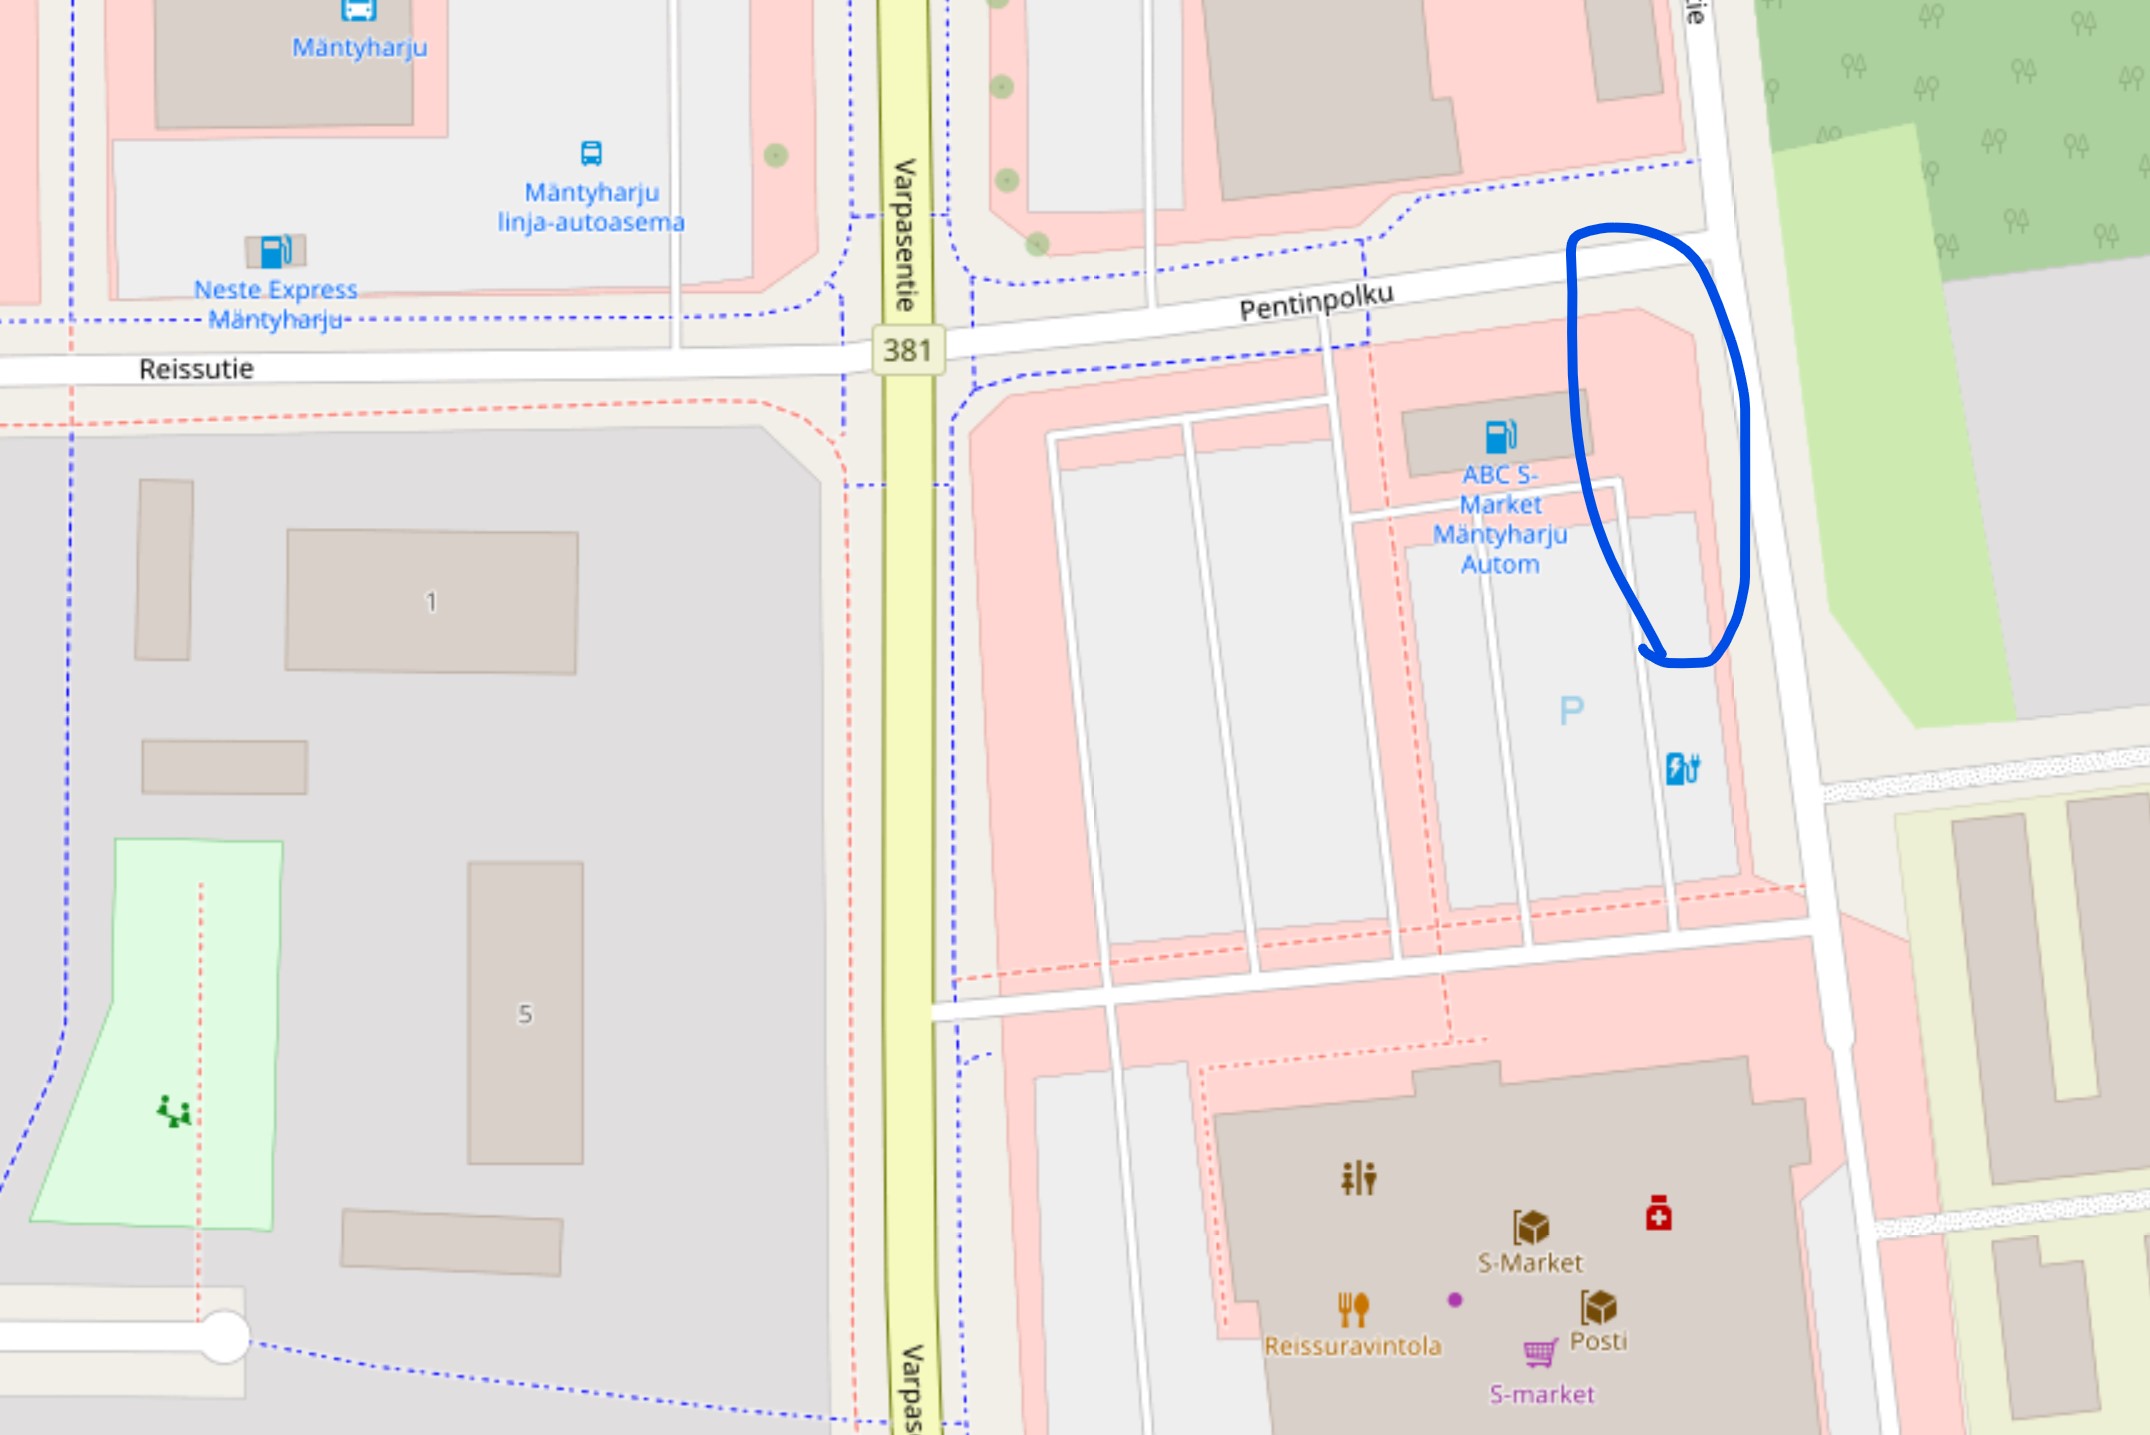 Mäntyharju
tie
Mäntyharju
linja-autoasema
Varpasentie
Neste Express
Mäntyharju
Pentinpolku
381
Reissutie
ABC S-
Market
Mäntyharju
Autom
1
P
5
S-Market
Posti
Reissuravintola
S-market
Varpas